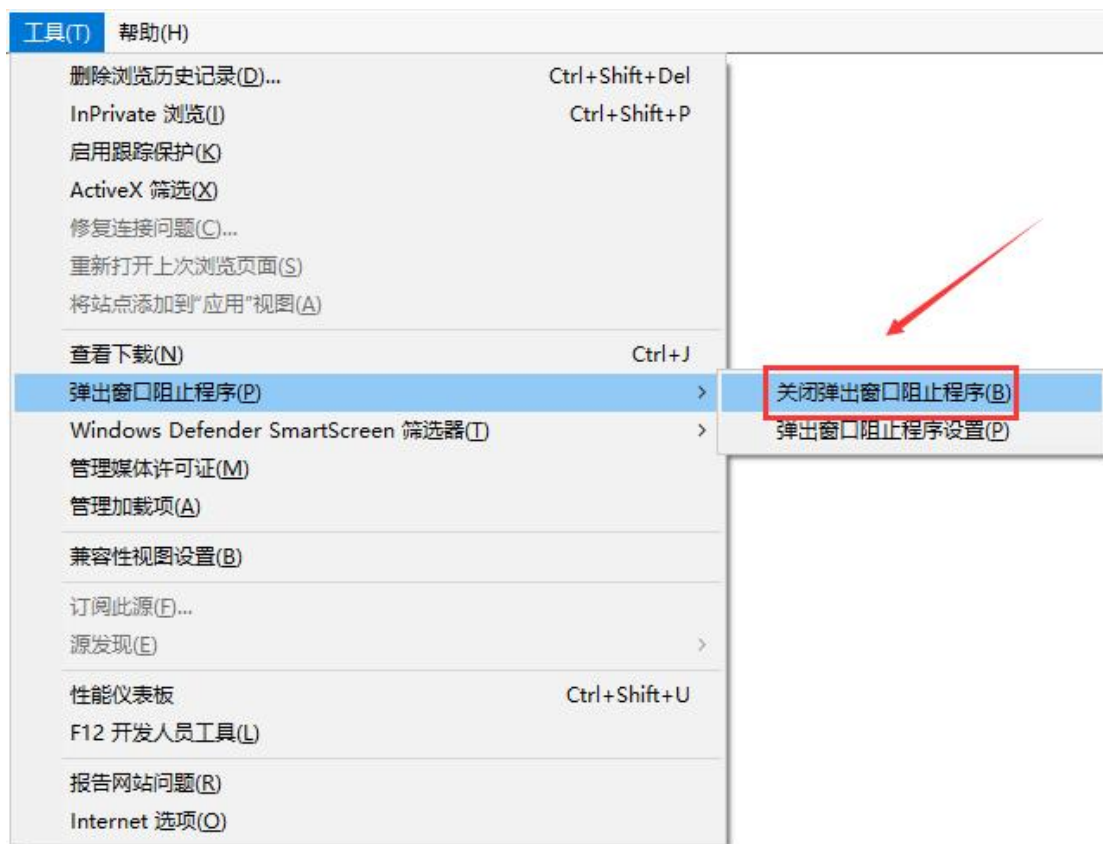 工具(T) 帮助(H)
删除浏览历史记录(D)... Ctrl+Shift+Del
InPrivate 浏览(I) Ctrl+Shift+P
启用跟踪保护(K)
ActiveX 筛选(X)
修复连接问题(C)...
重新打开上次浏览页面(S)
将站点添加到“应用”视图(A)
查看下载(N) Ctrl+J
弹出窗口阻止程序(P) >
关闭弹出窗口阻止程序(B)
Windows Defender SmartScreen 筛选器(T) >
弹出窗口阻止程序设置(P)
管理媒体许可证(M)
管理加载项(A)
兼容性视图设置(B)
订阅此源(F)...
源发现(E) >
性能仪表板 Ctrl+Shift+U
F12 开发人员工具(L)
报告网站问题(R)
Internet 选项(O)